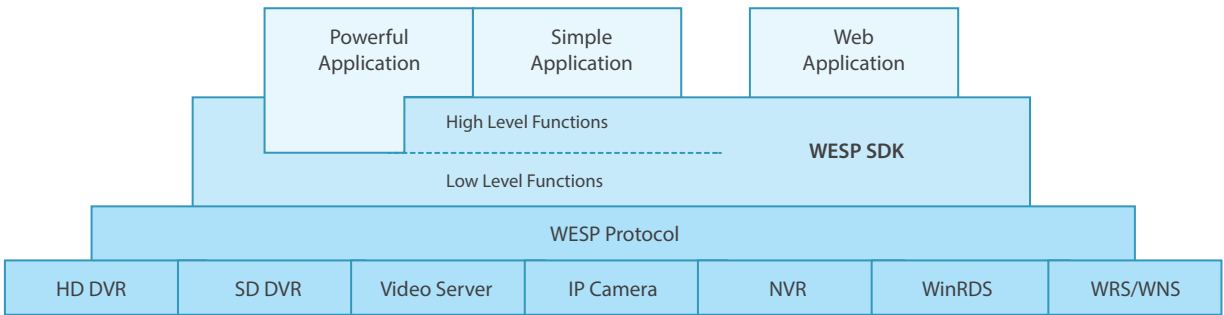 Powerful
Application
Simple
Application
Web
Application
High Level Functions
WESP SDK
Low Level Functions
WESP Protocol
HD DVR
SD DVR
Video Server
IP Camera
NVR
WinRDS
WRS/WNS